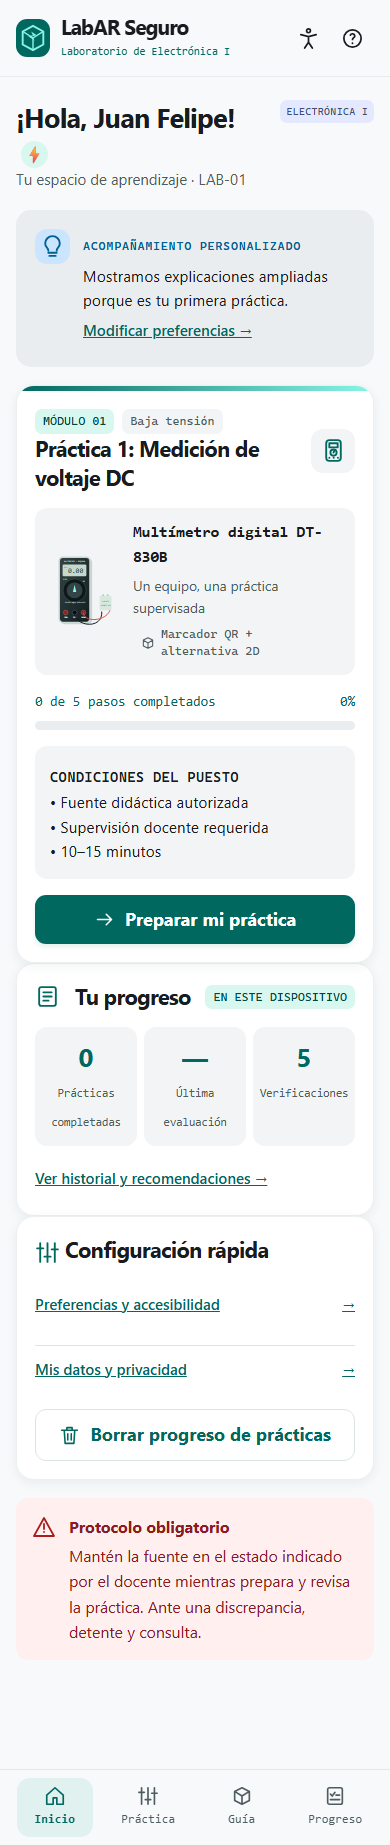 LabAR Seguro
Laboratorio de Electrónica I
¡Hola, Juan Felipe!
ELECTRÓNICA I
Tu espacio de aprendizaje · LAB-01
ACOMPAÑAMIENTO PERSONALIZADO
Mostramos explicaciones ampliadas
porque es tu primera práctica.
Modificar preferencias →
MÓDULO 01
Baja tensión
Práctica 1: Medición de
voltaje DC
Multímetro digital DT-
830B
Un equipo, una práctica
supervisada
Marcador QR +
alternativa 2D
0 de 5 pasos completados
0%
CONDICIONES DEL PUESTO
• Fuente didáctica autorizada
• Supervisión docente requerida
• 10–15 minutos
→ Preparar mi práctica
Tu progreso
EN ESTE DISPOSITIVO
0
Prácticas
completadas
—
Última
evaluación
5
Verificaciones
Ver historial y recomendaciones →
Configuración rápida
Preferencias y accesibilidad →
Mis datos y privacidad →
Borrar progreso de prácticas
Protocolo obligatorio
Mantén la fuente en el estado indicado
por el docente mientras prepara y revisa
la práctica. Ante una discrepancia,
detente y consulta.
Inicio
Práctica
Guía
Progreso